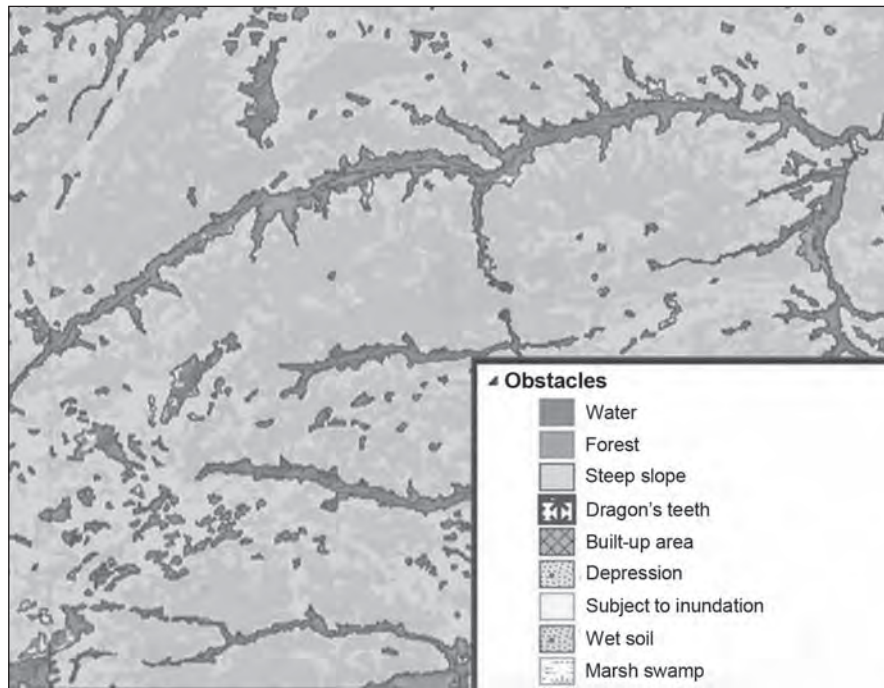 Obstacles
Water
Forest
Steep slope
Dragon's teeth
Built-up area
Depression
Subject to inundation
Wet soil
Marsh swamp